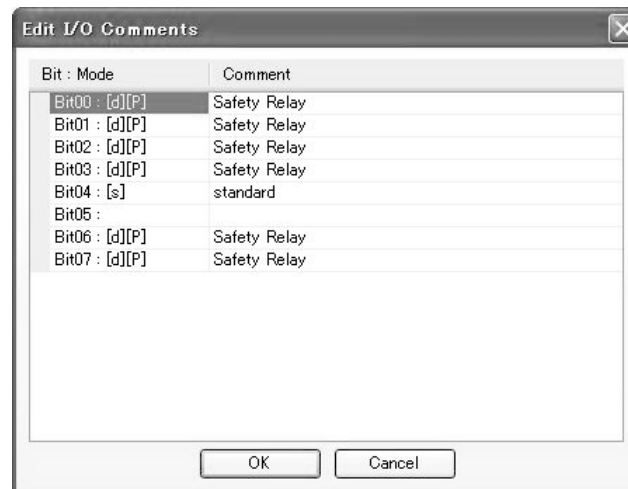 Edit I/O Comments
Bit : Mode Comment
Bit00 : [d][P] Safety Relay
Bit01 : [d][P] Safety Relay
Bit02 : [d][P] Safety Relay
Bit03 : [d][P] Safety Relay
Bit04 : [s] standard
Bit05 :
Bit06 : [d][P] Safety Relay
Bit07 : [d][P] Safety Relay
OK Cancel